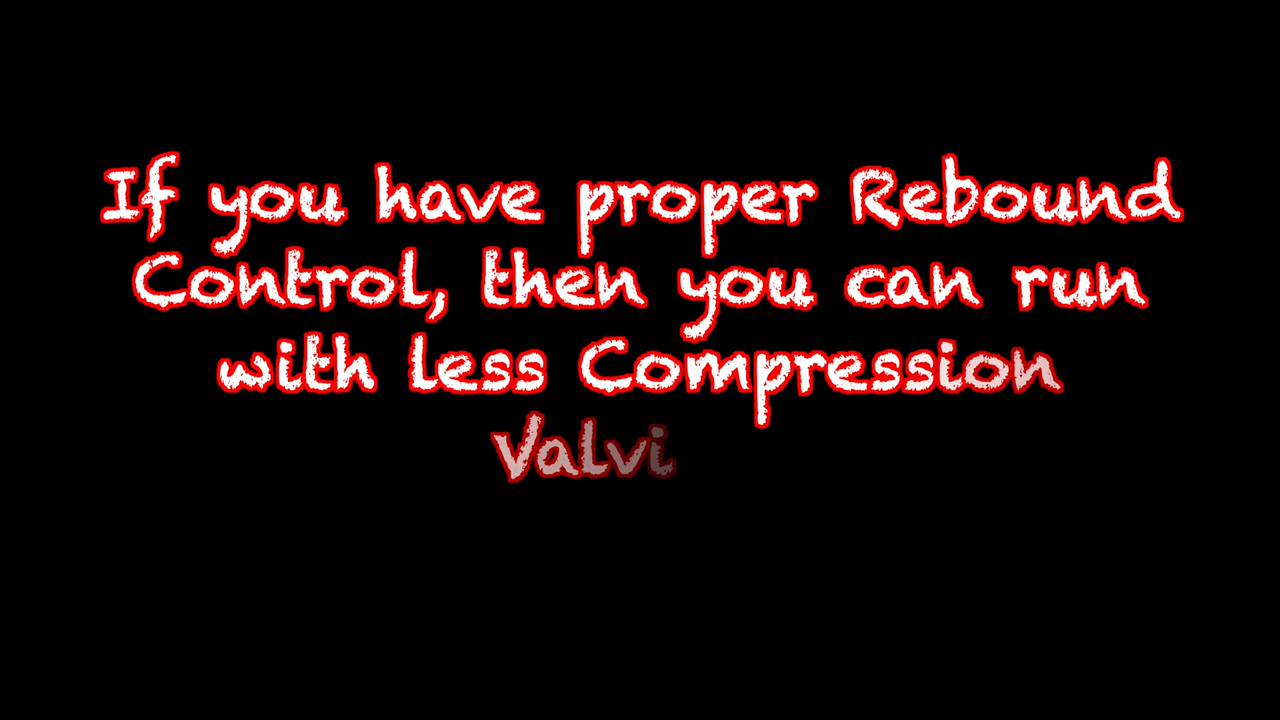 If you have proper Rebound
Control, then you can run
with less Compression
Valvi